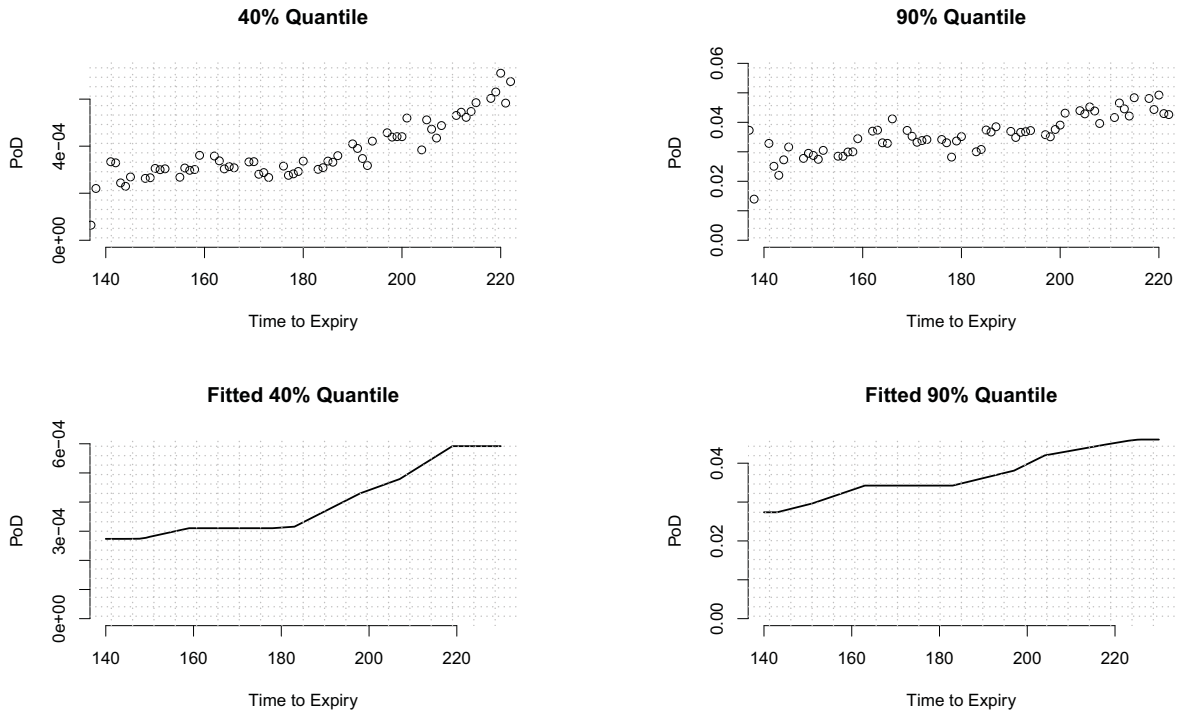 40% Quantile
PoD
4e−04
0e+00
140 160 180 200 220
Time to Expiry
90% Quantile
PoD
0.06
0.04
0.02
0.00
140 160 180 200 220
Time to Expiry
Fitted 40% Quantile
PoD
6e−04
3e−04
0e+00
140 160 180 200 220
Time to Expiry
Fitted 90% Quantile
PoD
0.04
0.02
0.00
140 160 180 200 220
Time to Expiry